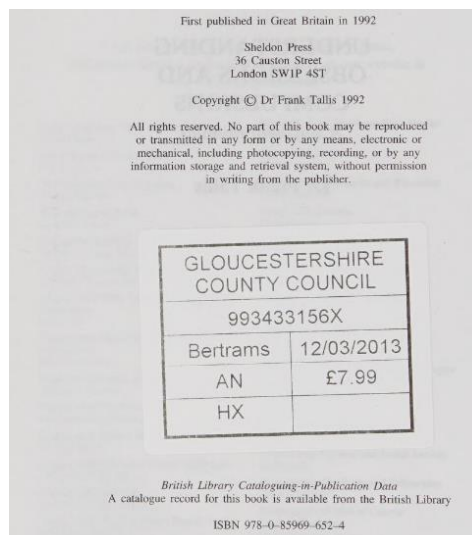 First published in Great Britain in 1992
Sheldon Press
36 Causton Street
London SW1P 4ST
Copyright © Dr Frank Tallis 1992
All rights reserved. No part of this book may be reproduced
or transmitted in any form or by any means, electronic or
mechanical, including photocopying, recording, or by any
information storage and retrieval system, without permission
in writing from the publisher.
GLOUCESTERSHIRE
COUNTY COUNCIL
993433156X
Bertrams 12/03/2013
AN £7.99
HX
British Library Cataloguing-in-Publication Data
A catalogue record for this book is available from the British Library
ISBN 978–0–85969–652–4